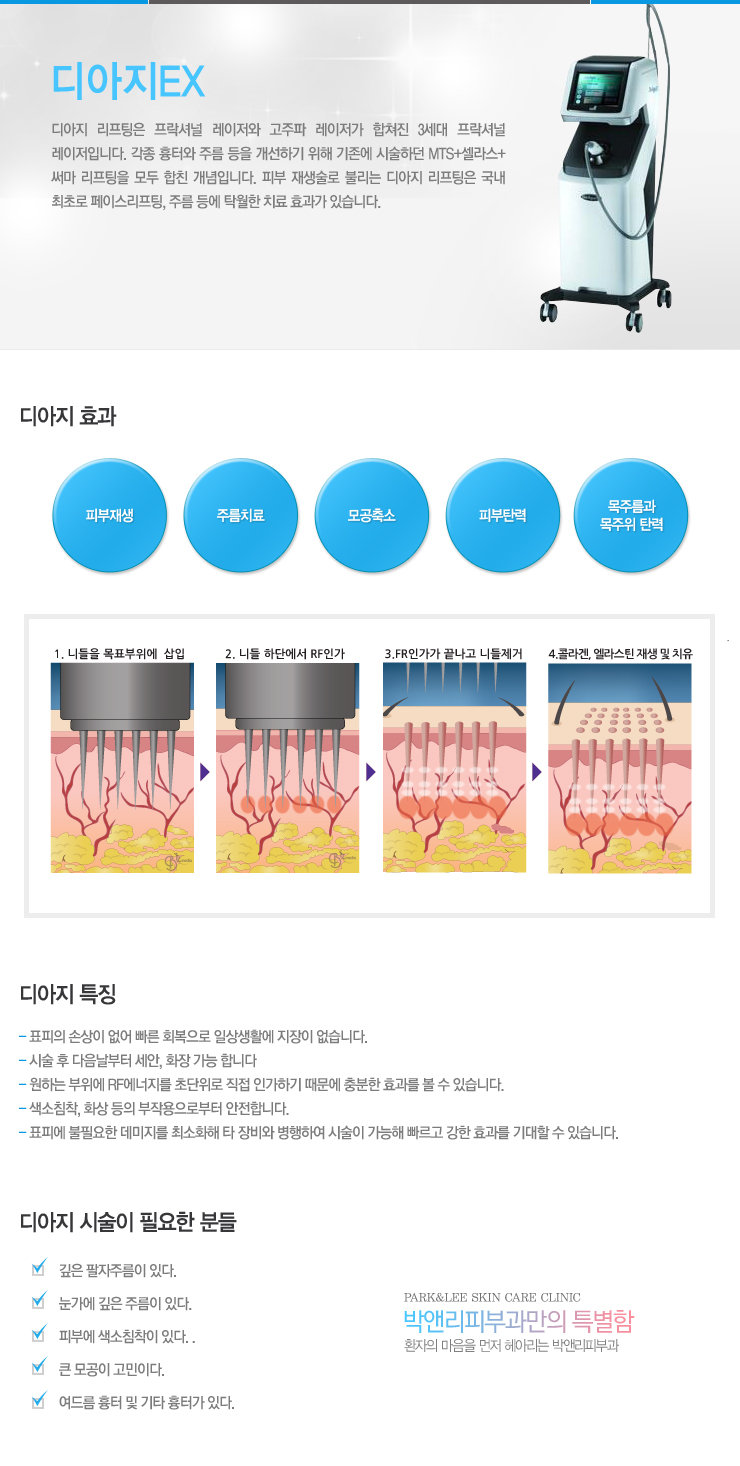 디아지EX
디아지 리프팅은 프락셔널 레이저와 고주파 레이저가 합쳐진 3세대 프락셔널
레이저입니다. 각종 흉터와 주름 등을 개선하기 위해 기존에 시술하던 MTS+셀라스+
써마 리프팅을 모두 합친 개념입니다. 피부 재생술로 불리는 디아지 리프팅은 국내
최초로 페이스리프팅, 주름 등에 탁월한 치료 효과가 있습니다.
디아지 효과
피부재생
주름치료
모공축소
피부탄력
목주름과
목주위 탄력
1. 니들을 목표부위에 삽입
2. 니들 하단에서 RF인가
3.FR인가가 끝나고 니들제거
4.콜라겐, 엘라스틴 재생 및 치유
디아지 특징
- 표피의 손상이 없어 빠른 회복으로 일상생활에 지장이 없습니다.
- 시술 후 다음날부터 세안, 화장 가능 합니다
- 원하는 부위에 RF에너지를 초단위로 직접 인가하기 때문에 충분한 효과를 볼 수 있습니다.
- 색소침착, 화상 등의 부작용으로부터 안전합니다.
- 표피에 불필요한 데미지를 최소화해 타 장비와 병행하여 시술이 가능해 빠르고 강한 효과를 기대할 수 있습니다.
디아지 시술이 필요한 분들
깊은 팔자주름이 있다.
눈가에 깊은 주름이 있다.
피부에 색소침착이 있다. .
큰 모공이 고민이다.
여드름 흉터 및 기타 흉터가 있다.
PARK&LEE SKIN CARE CLINIC
박앤리피부과만의 특별함
환자의 마음을 먼저 헤아리는 박앤리피부과